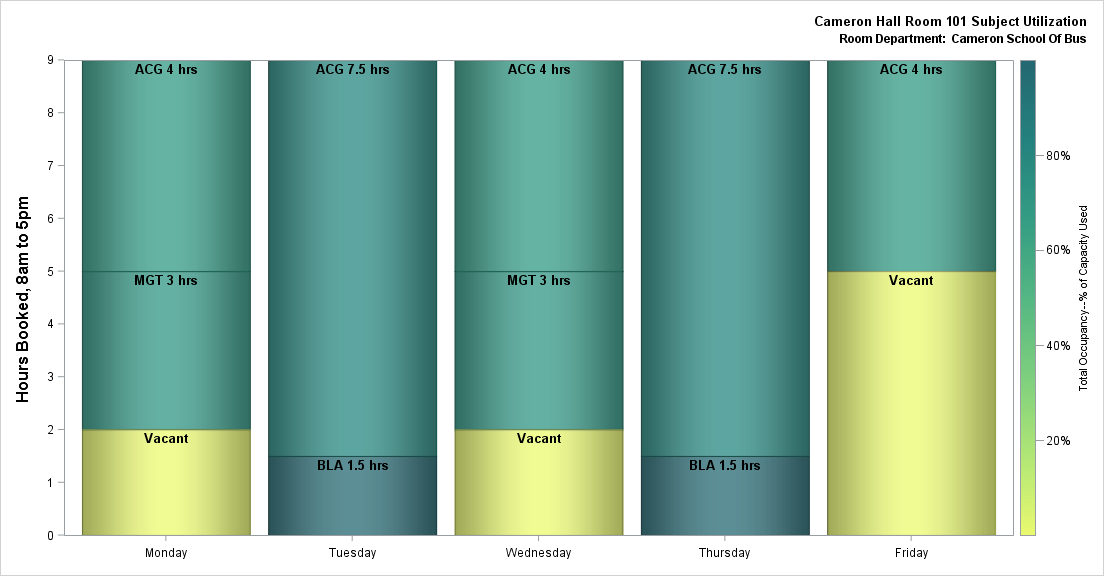 Cameron Hall Room 101 Subject Utilization
Room Department: Cameron School Of Bus
Hours Booked, 8am to 5pm
9
8
7
6
5
4
3
2
1
0
ACG 4 hrs
MGT 3 hrs
Vacant
ACG 7.5 hrs
BLA 1.5 hrs
ACG 4 hrs
MGT 3 hrs
Vacant
ACG 7.5 hrs
BLA 1.5 hrs
ACG 4 hrs
Vacant
Monday
Tuesday
Wednesday
Thursday
Friday
80%
60%
40%
20%
Total Occupancy--% of Capacity Used